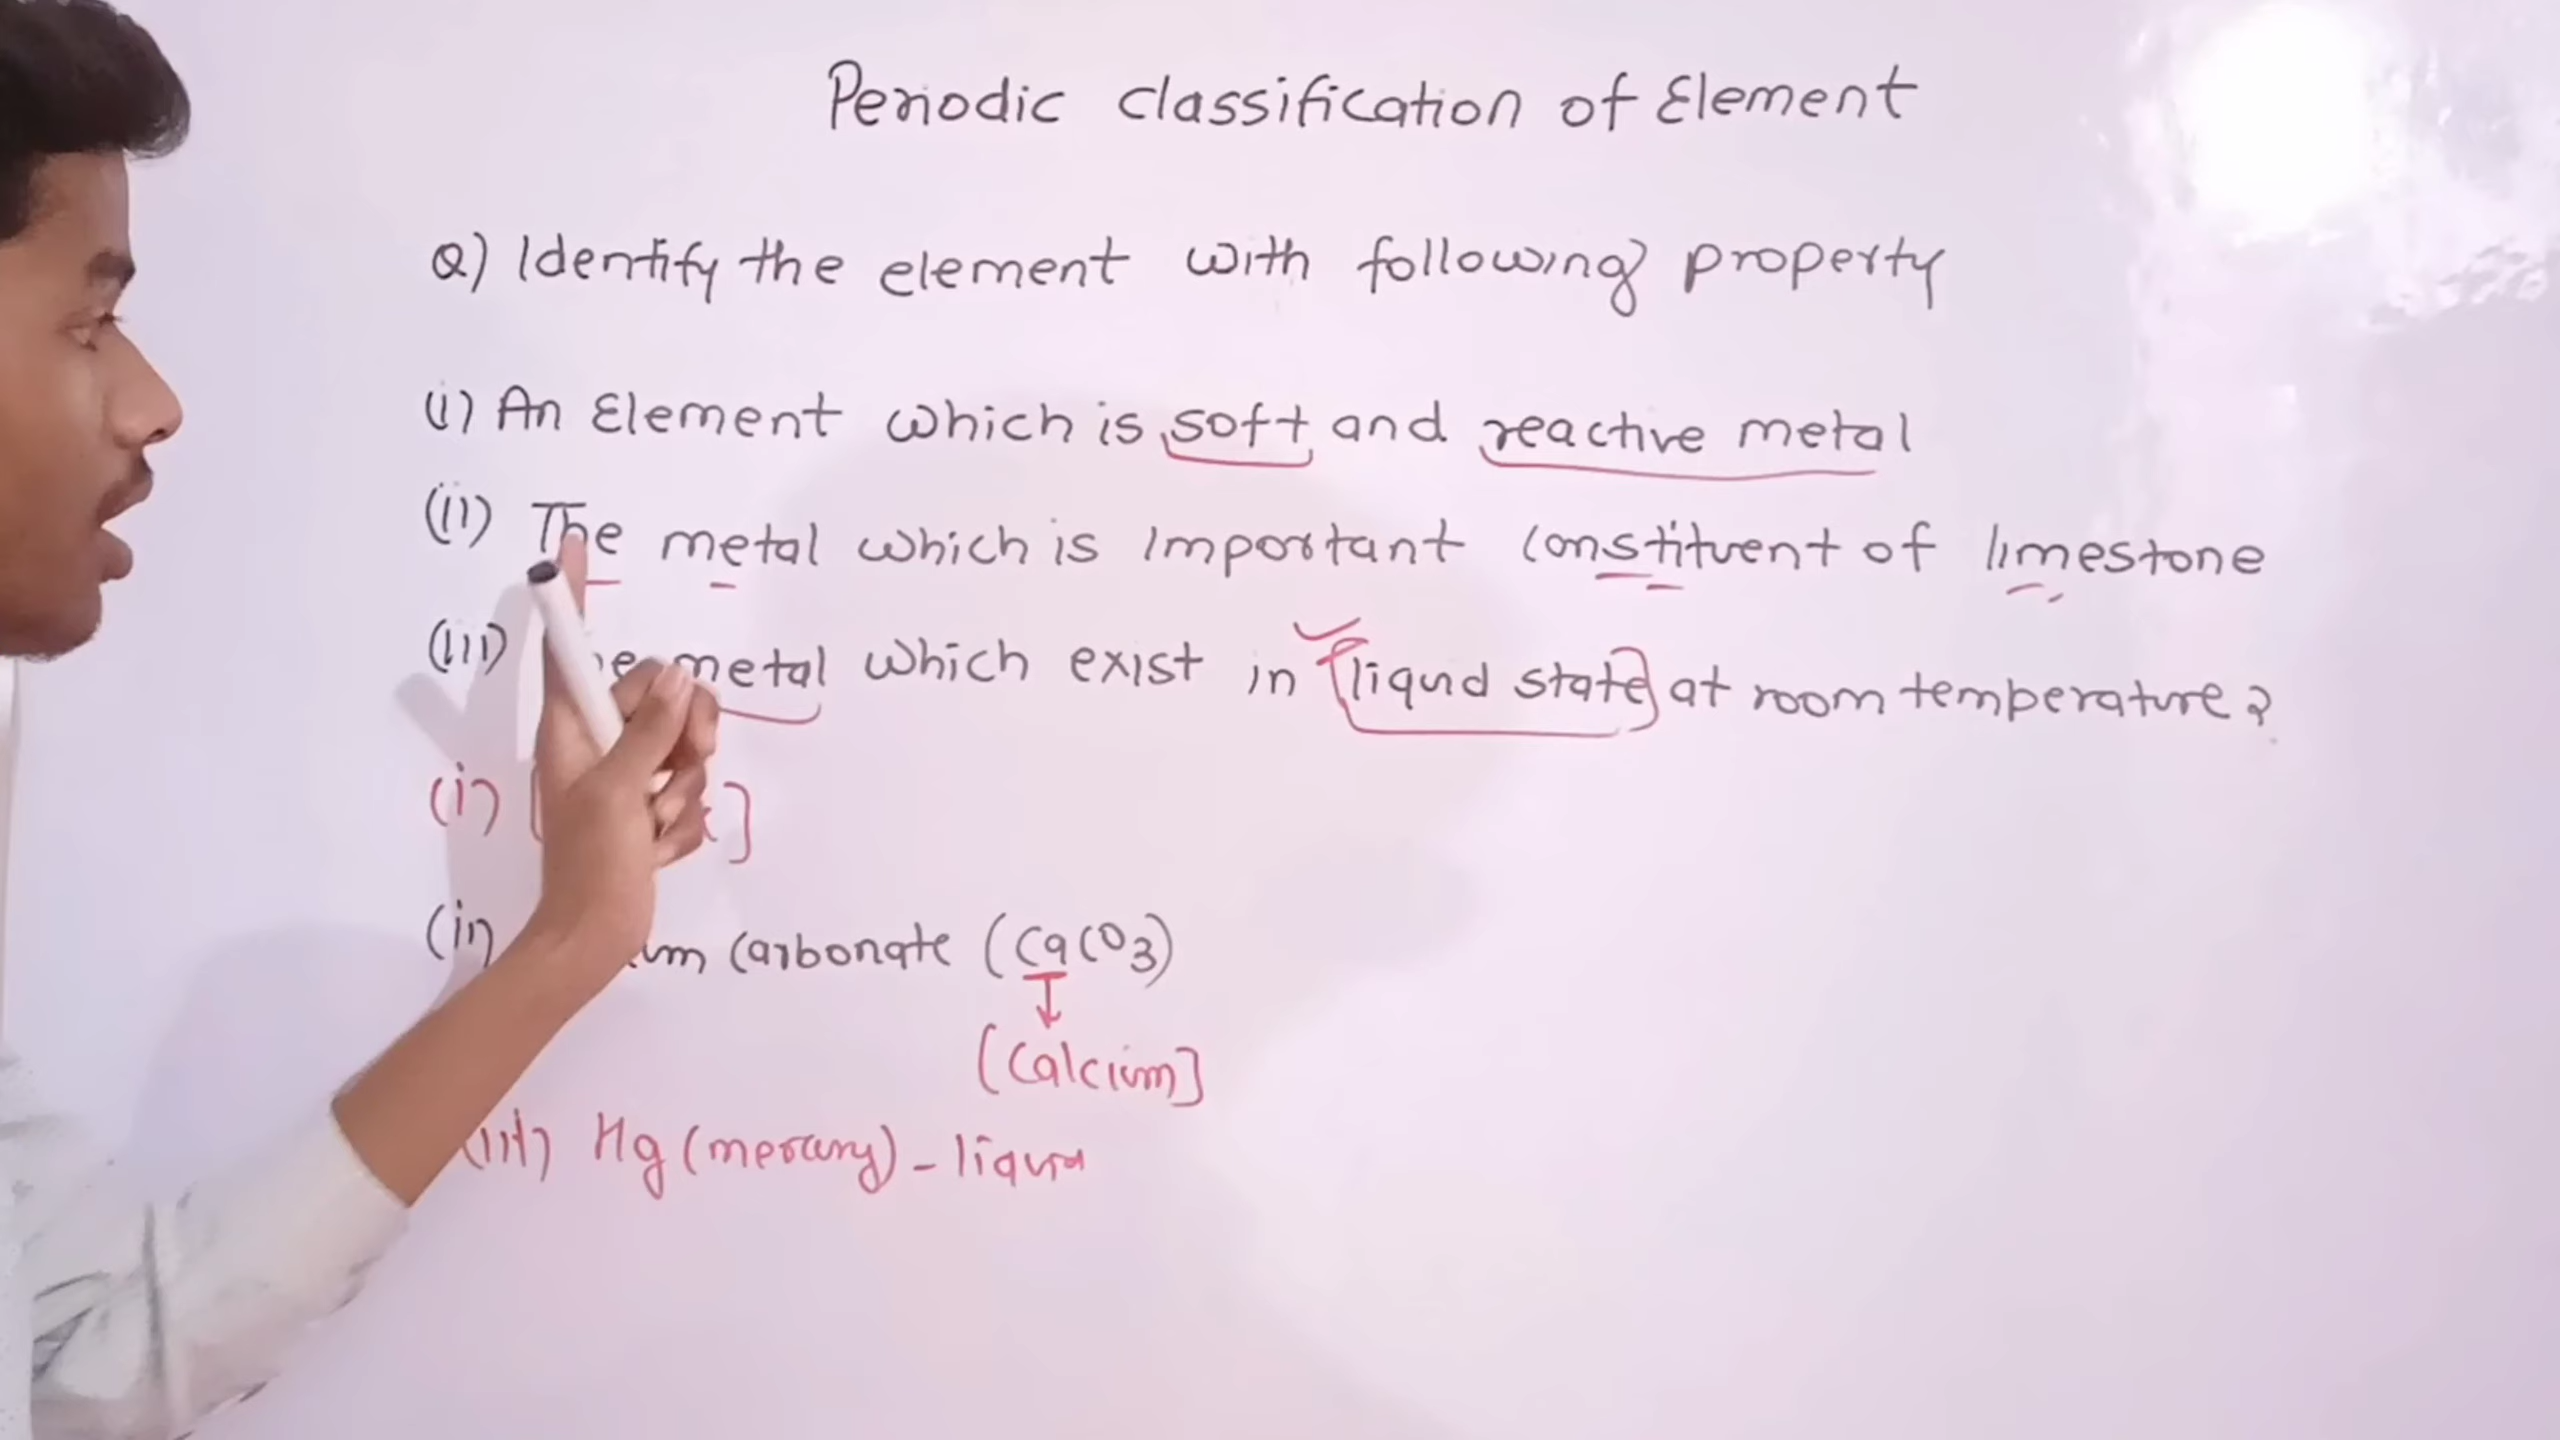 Periodic classification of Element
Q) Identify the element with following property
(i) An Element which is soft and reactive metal
(ii) The metal which is important constituent of limestone
(iii) metal which exist in liquid state at room temperature?
(i) [ ]
(ii) Carbonate (CaCO3)
[Calcium]
(iii) Hg (mercury) - liquid